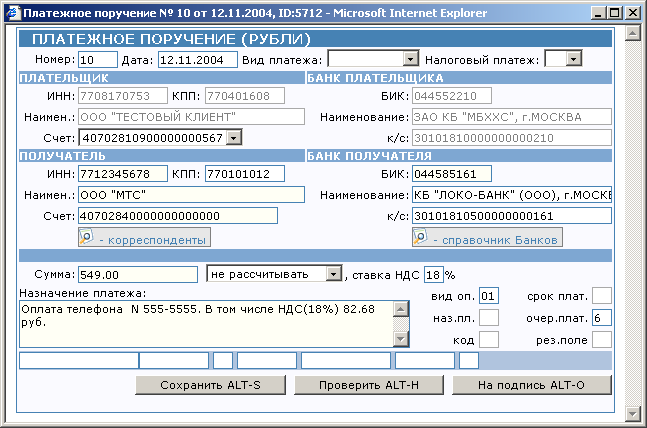 Платежное поручение № 10 от 12.11.2004, ID:5712 - Microsoft Internet Explorer
ПЛАТЕЖНОЕ ПОРУЧЕНИЕ (РУБЛИ)
Номер: 10 Дата: 12.11.2004 Вид платежа: Налоговый платеж:
ПЛАТЕЛЬЩИК БАНК ПЛАТЕЛЬЩИКА
ИНН: 7708170753 КПП: 770401608 БИК: 044552210
Наимен.: ООО "ТЕСТОВЫЙ КЛИЕНТ" Наименование: ЗАО КБ "МБХХС", г.МОСКВА
Счет: 40702810900000000567 к/с: 30101810000000000210
ПОЛУЧАТЕЛЬ БАНК ПОЛУЧАТЕЛЯ
ИНН: 7712345678 КПП: 770101012 БИК: 044585161
Наимен.: ООО "МТС" Наименование: КБ "ЛОКО-БАНК" (ООО), г.МОСКЕ
Счет: 40702840000000000000 к/с: 30101810500000000161
- корреспонденты - справочник Банков
Сумма: 549.00 не рассчитывать , ставка НДС 18 %
Назначение платежа: вид оп. 01 срок плат.
Оплата телефона N 555-5555. В том числе НДС(18%) 82.68
руб.
наз.пл. очер.плат. 6
код рез.поле
Сохранить ALT-S Проверить ALT-H На подпись ALT-O